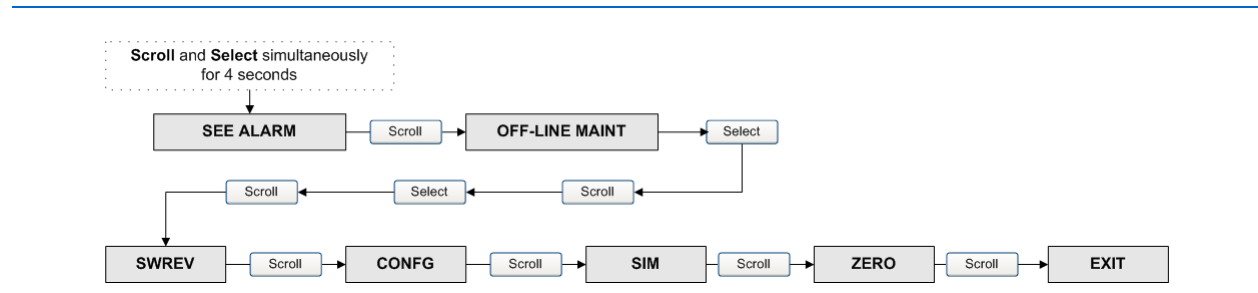 Scroll and Select simultaneously
for 4 seconds
SEE ALARM
Scroll
OFF-LINE MAINT
Select
Scroll
Select
Scroll
SWREV
Scroll
CONFG
Scroll
SIM
Scroll
ZERO
Scroll
EXIT